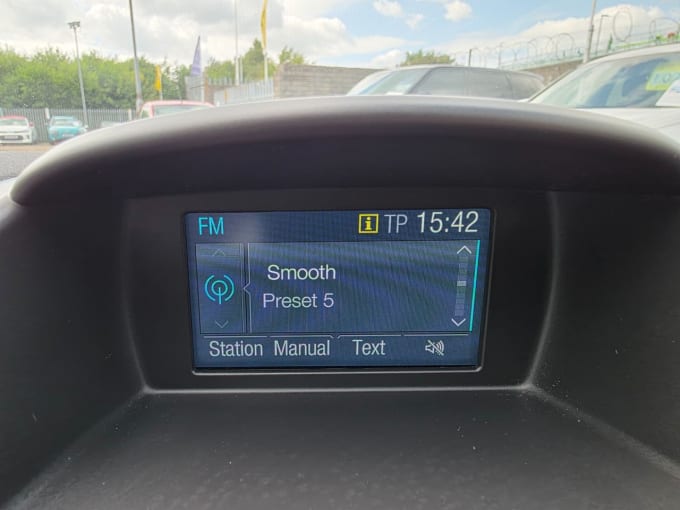 FM i TP 15:42
Smooth
Preset 5
Station Manual Text